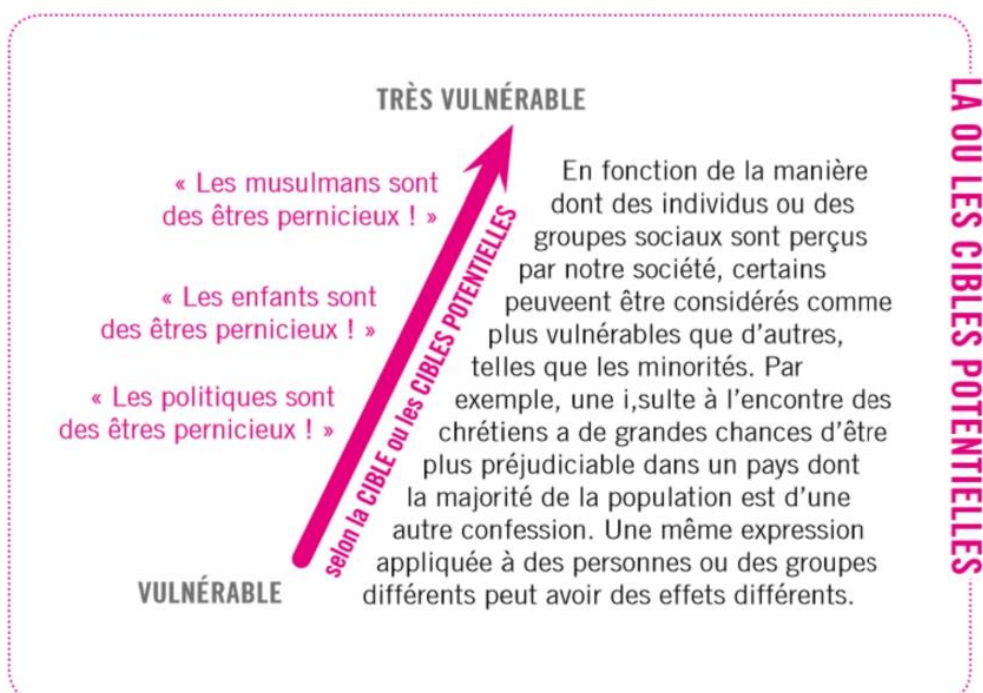 TRÈS VULNÉRABLE
« Les musulmans sont
des êtres pernicieux ! »
« Les enfants sont
des êtres pernicieux ! »
« Les politiques sont
des êtres pernicieux ! »
VULNÉRABLE
selon la CIBLE ou les CIBLES POTENTIELLES
En fonction de la manière
dont des individus ou des
groupes sociaux sont perçus
par notre société, certains
peuveent être considérés comme
plus vulnérables que d'autres,
telles que les minorités. Par
exemple, une i,sulte à l'encontre des
chrétiens a de grandes chances d'être
plus préjudiciable dans un pays dont
la majorité de la population est d'une
autre confession. Une même expression
appliquée à des personnes ou des groupes
différents peut avoir des effets différents.
LA OU LES CIBLES POTENTIELLES